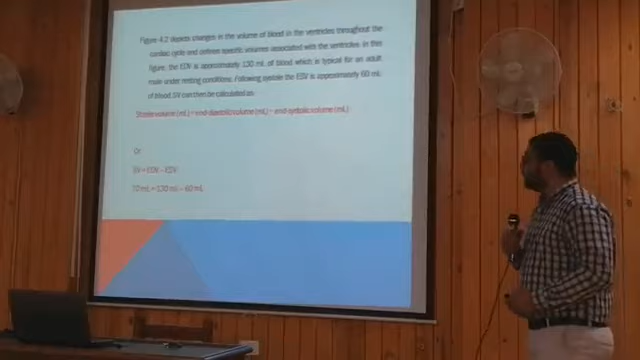 Figure 4.2 depicts changes in the volume of blood in the ventricles throughout the
cardiac cycle and defines specific volumes associated with the ventricles. In this
figure, the EDV is approximately 130 mL of blood which is typical for an adult
male under resting conditions. Following systole the ESV is approximately 60 mL
of blood. SV can then be calculated as:
Stroke volume (mL) = end-diastolic volume (mL) – end-systolic volume (mL)
Or
SV = EDV – ESV
70 mL = 130 mL – 60 mL